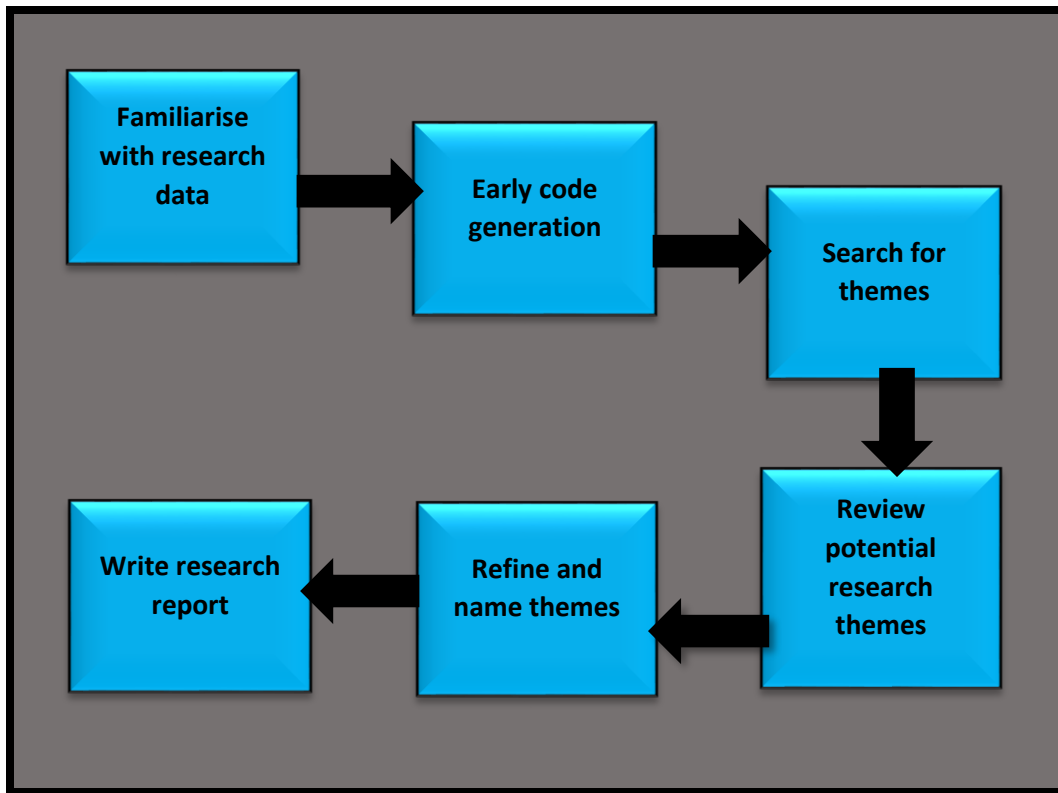 Familiarise
with research
data
Early code
generation
Search for
themes
Review
potential
research
themes
Refine and
name themes
Write research
report